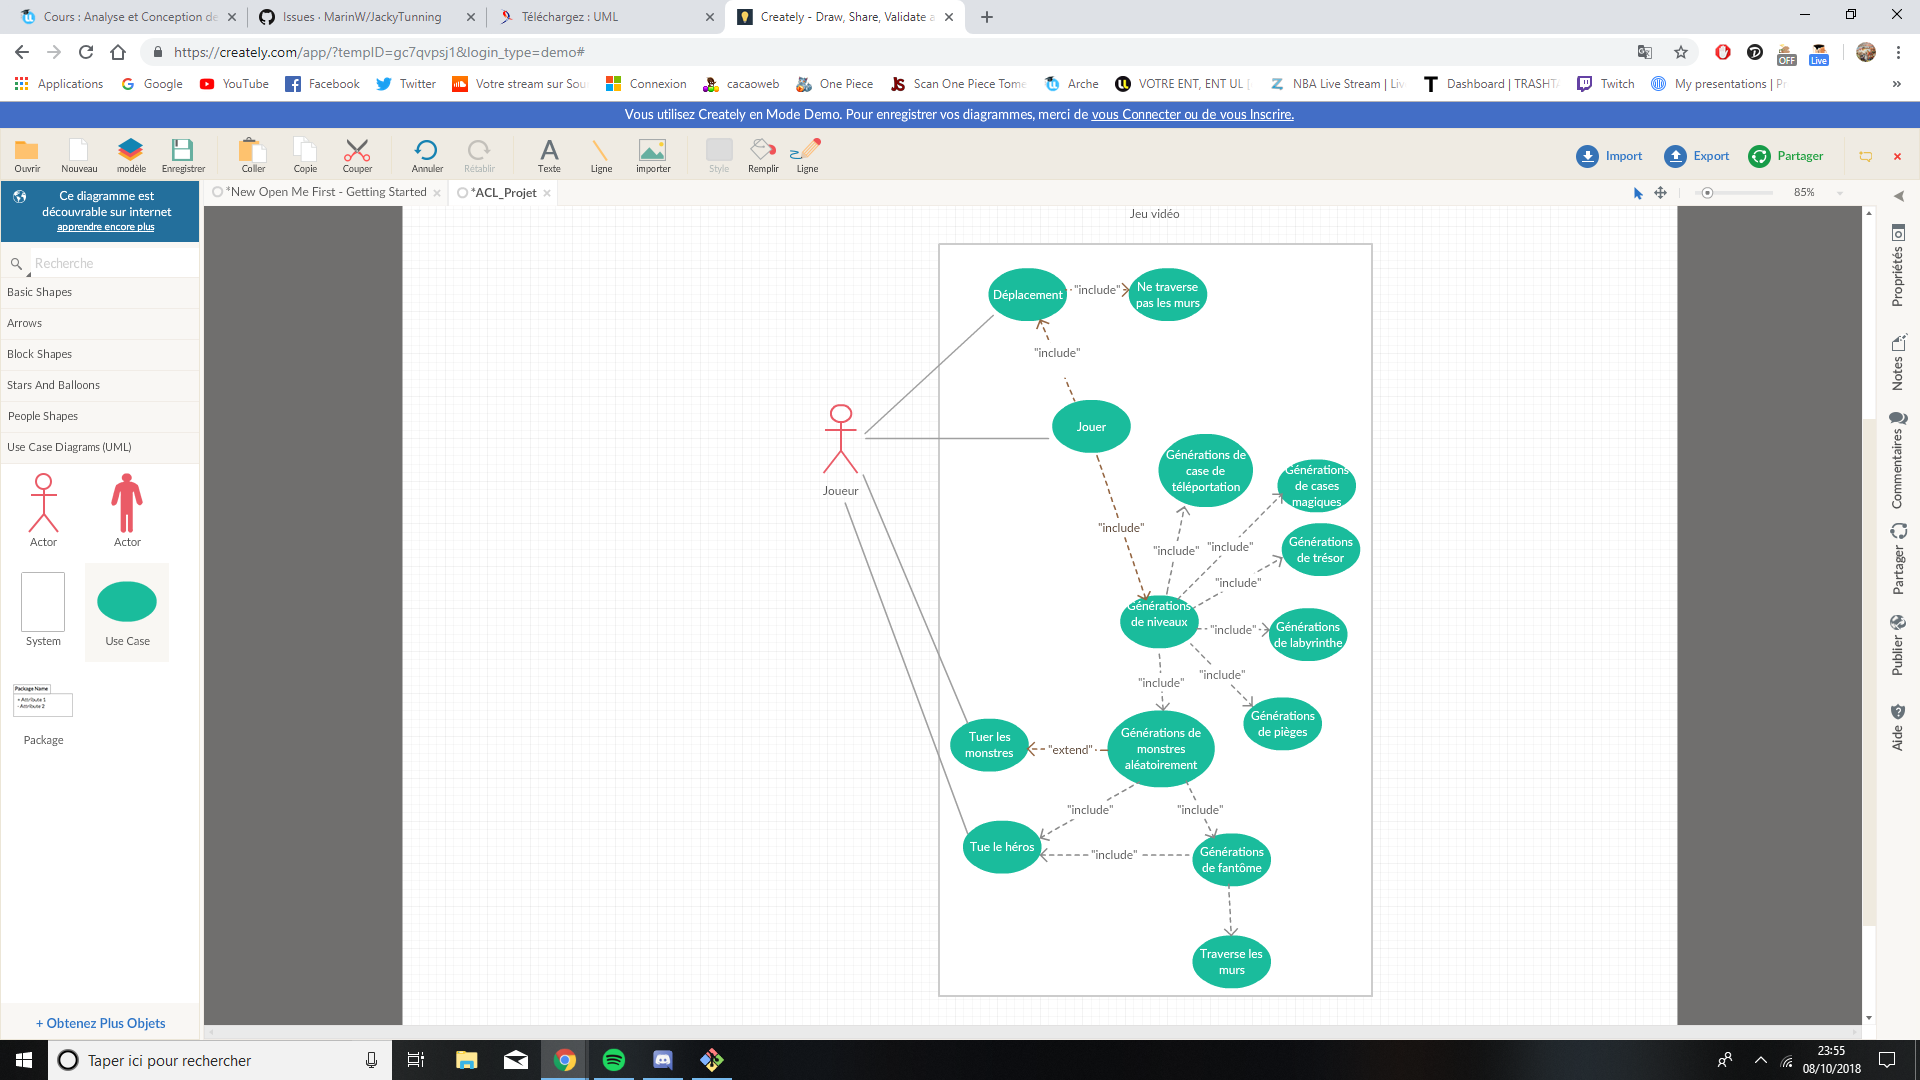 Cours : Analyse et Conception de
Issues · MarinW/JackyTunning
Téléchargez : UML
Creately - Draw, Share, Validate a
https://creately.com/app/?tempID=gc7qvpsj1&login_type=demo#
OFF
Live
Applications
Google
YouTube
Facebook
Twitter
Votre stream sur Sou
Connexion
cacaoweb
One Piece
Scan One Piece Tome
Arche
VOTRE ENT, ENT UL [
NBA Live Stream | Liv
Dashboard | TRASHTA
Twitch
My presentations | Pr
»
Vous utilisez Creately en Mode Demo. Pour enregistrer vos diagrammes, merci de vous Connecter ou de vous Inscrire.
Ouvrir
Nouveau
modèle
Enregistrer
Coller
Copie
Couper
Annuler
Rétablir
Texte
Ligne
importer
Style
Remplir
Ligne
Import
Export
Partager
Ce diagramme est
découvrable sur internet
apprendre encore plus
*New Open Me First - Getting Started
*ACL_Projet
85%
Recherche
Basic Shapes
Arrows
Block Shapes
Stars And Balloons
People Shapes
Use Case Diagrams (UML)
Actor
Actor
System
Use Case
Package Name
+ Attribute 1
- Attribute 2
Package
+ Obtenez Plus Objets
Jeu vidéo
Déplacement
"include"
Ne traverse
pas les murs
"include"
Jouer
Joueur
Générations de
case de
téléportation
Générations
de cases
magiques
"include"
"include"
"include"
Générations
de trésor
"include"
Générations
de niveaux
"include"
Générations
de labyrinthe
"include"
"include"
Générations
de pièges
Tuer les
monstres
"extend"
Générations de
monstres
aléatoirement
"include"
"include"
Tue le héros
"include"
Générations
de fantôme
Traverse les
murs
Propriétés
Notes
Commentaires
Partager
Publier
Aide
Taper ici pour rechercher
23:55
08/10/2018